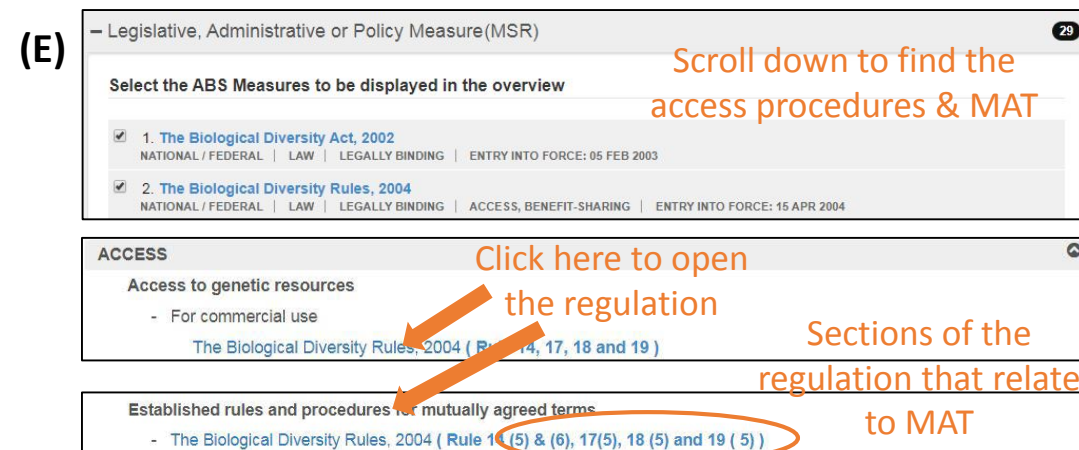 (E)
– Legislative, Administrative or Policy Measure(MSR) 29
Scroll down to find the
access procedures & MAT
Select the ABS Measures to be displayed in the overview
1. The Biological Diversity Act, 2002
NATIONAL / FEDERAL | LAW | LEGALLY BINDING | ENTRY INTO FORCE: 05 FEB 2003
2. The Biological Diversity Rules, 2004
NATIONAL / FEDERAL | LAW | LEGALLY BINDING | ACCESS, BENEFIT-SHARING | ENTRY INTO FORCE: 15 APR 2004
ACCESS
Click here to open
the regulation
Access to genetic resources
- For commercial use
The Biological Diversity Rules, 2004 ( Rule 14, 17, 18 and 19 )
Sections of the
regulation that relate
to MAT
Established rules and procedures for mutually agreed terms
- The Biological Diversity Rules, 2004 ( Rule 14 (5) & (6), 17(5), 18 (5) and 19 ( 5) )